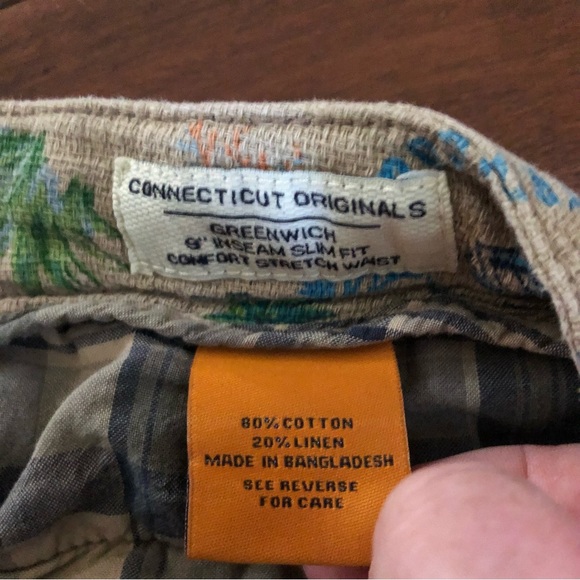 CONNECTICUT ORIGINALS
GREENWICH
9" INSEAM SLIM FIT
COMFORT STRETCH WAIST
80% COTTON
20% LINEN
MADE IN BANGLADESH
SEE REVERSE
FOR CARE